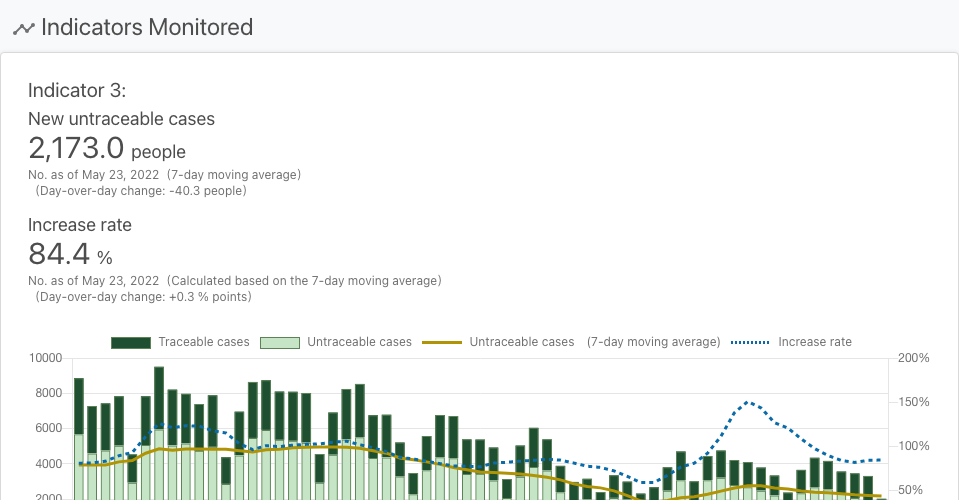 Indicators Monitored
Indicator 3:
New untraceable cases
2,173.0 people
No. as of May 23, 2022 (7-day moving average)
(Day-over-day change: -40.3 people)
Increase rate
84.4 %
No. as of May 23, 2022 (Calculated based on the 7-day moving average)
(Day-over-day change: +0.3 % points)
Traceable cases Untraceable cases Untraceable cases (7-day moving average) Increase rate
10000 200%
8000
150%
6000
100%
4000
50%
2000